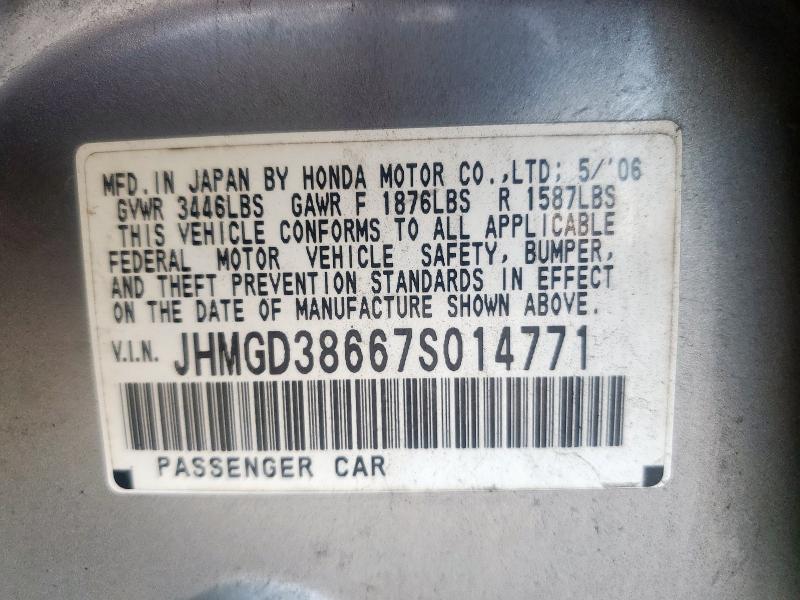 MFD. IN JAPAN BY HONDA MOTOR CO.,LTD; 5/'06
GVWR 3446LBS GAWR F 1876LBS R 1587LBS
THIS VEHICLE CONFORMS TO ALL APPLICABLE
FEDERAL MOTOR VEHICLE SAFETY, BUMPER,
AND THEFT PREVENTION STANDARDS IN EFFECT
ON THE DATE OF MANUFACTURE SHOWN ABOVE.
V.I.N. JHMGD38667S014771
PASSENGER CAR